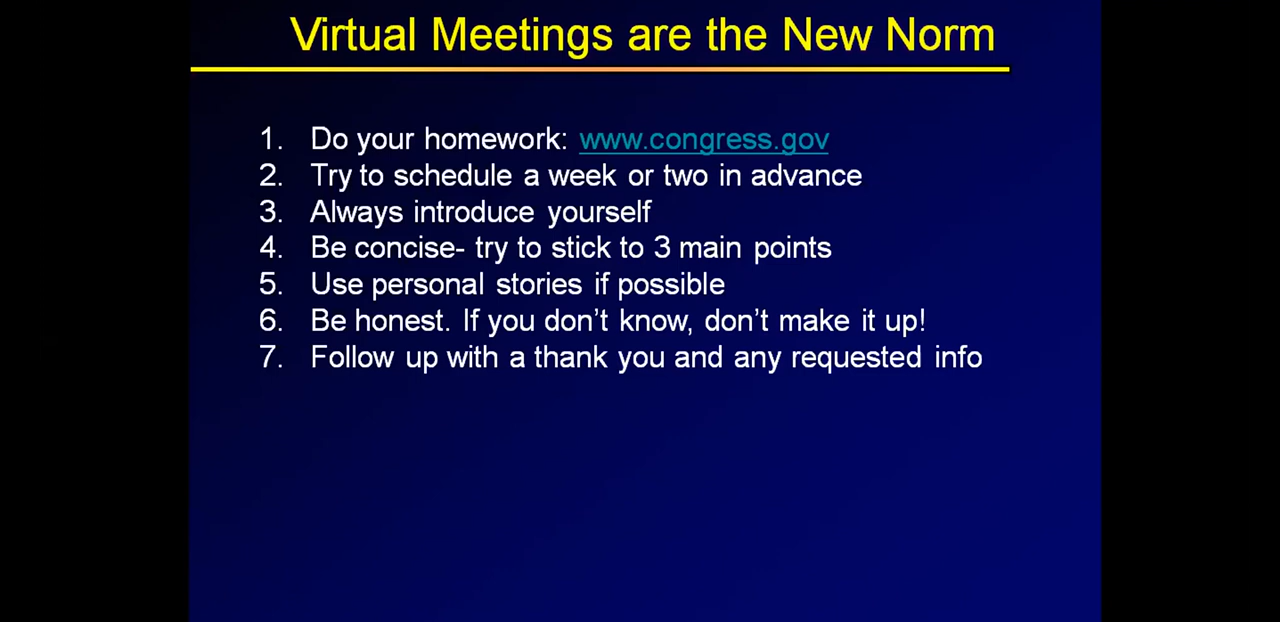 Virtual Meetings are the New Norm
1. Do your homework: www.congress.gov
2. Try to schedule a week or two in advance
3. Always introduce yourself
4. Be concise- try to stick to 3 main points
5. Use personal stories if possible
6. Be honest. If you don’t know, don’t make it up!
7. Follow up with a thank you and any requested info